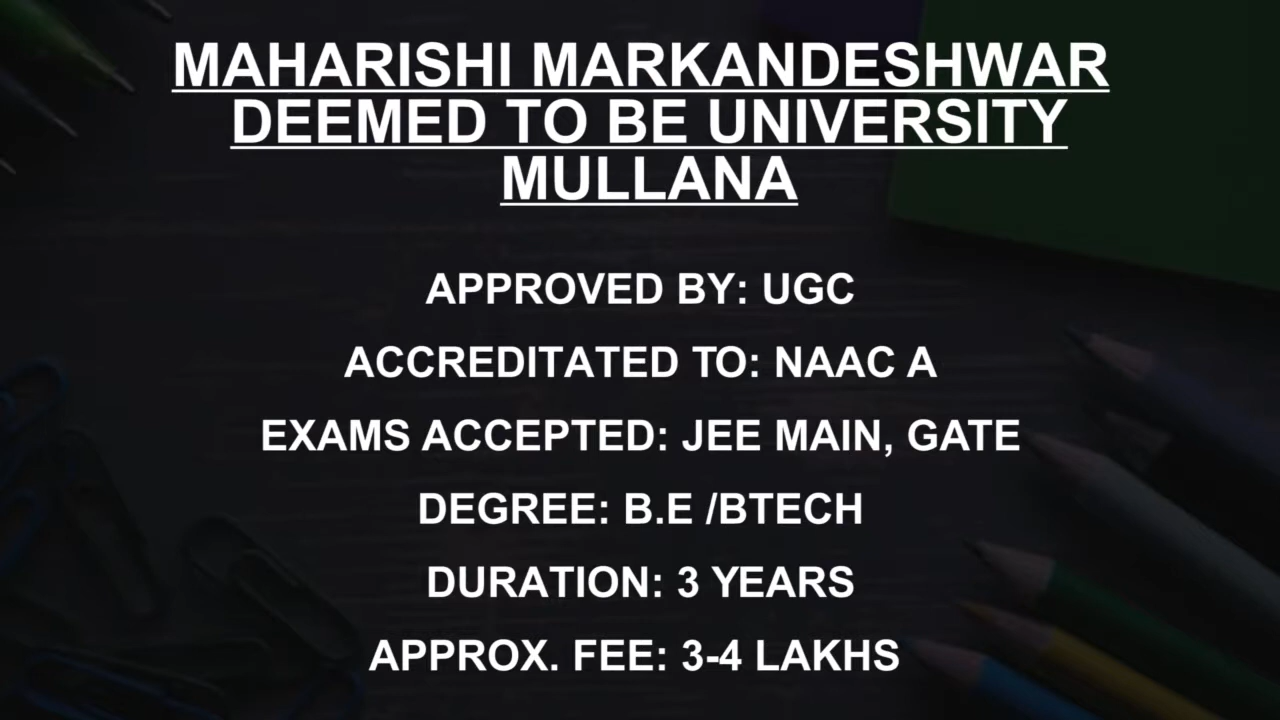 MAHARISHI MARKANDESHWAR
DEEMED TO BE UNIVERSITY
MULLANA
APPROVED BY: UGC
ACCREDITATED TO: NAAC A
EXAMS ACCEPTED: JEE MAIN, GATE
DEGREE: B.E /BTECH
DURATION: 3 YEARS
APPROX. FEE: 3-4 LAKHS